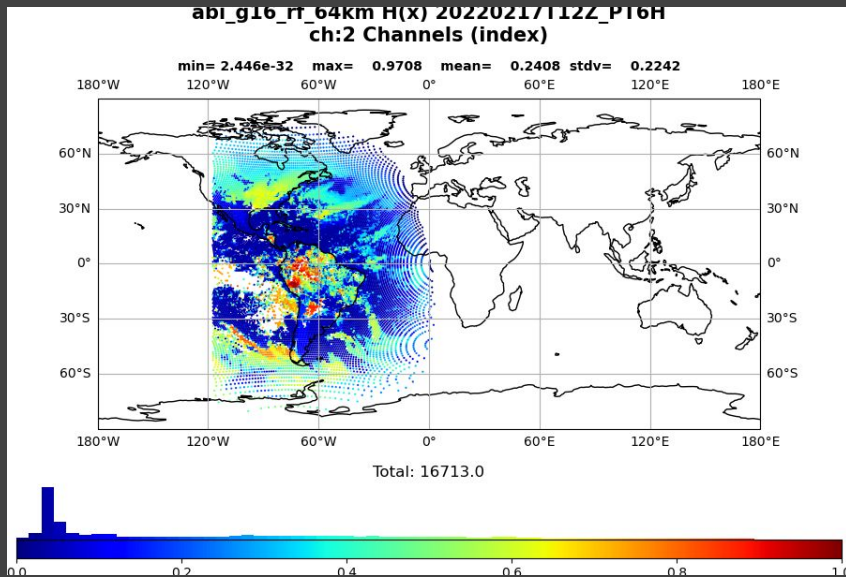 abi_g16_rf_64km H(x) 20220217T12Z_PT6H
ch:2 Channels (index)
min= 2.446e-32 max= 0.9708 mean= 0.2408 stdv= 0.2242
180°W 120°W 60°W 0° 60°E 120°E 180°E
60°N 60°N
30°N 30°N
0° 0°
30°S 30°S
60°S 60°S
180°W 120°W 60°W 0° 60°E 120°E 180°E
Total: 16713.0
0.0 0.2 0.4 0.6 0.8 1.0